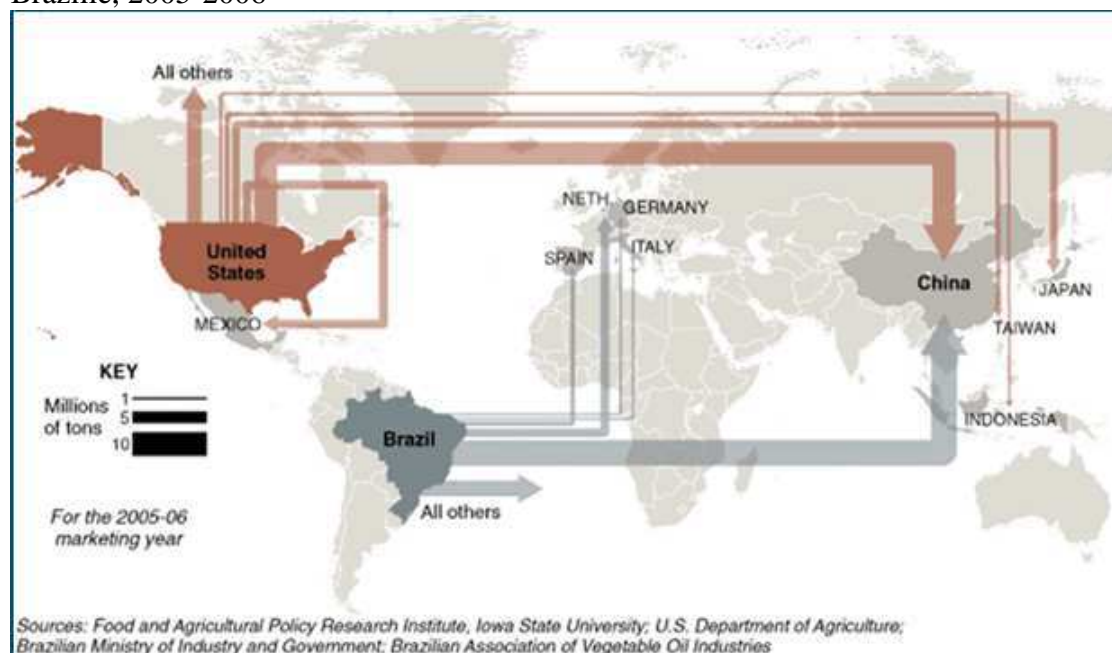 All others
NETH.
GERMANY
United
States
SPAIN
ITALY
China
JAPAN
MEXICO
TAIWAN
KEY
Millions
of tons
1
5
10
INDONESIA
Brazil
All others
For the 2005-06
marketing year
Sources: Food and Agricultural Policy Research Institute, Iowa State University; U.S. Department of Agriculture;
Brazilian Ministry of Industry and Government; Brazilian Association of Vegetable Oil Industries